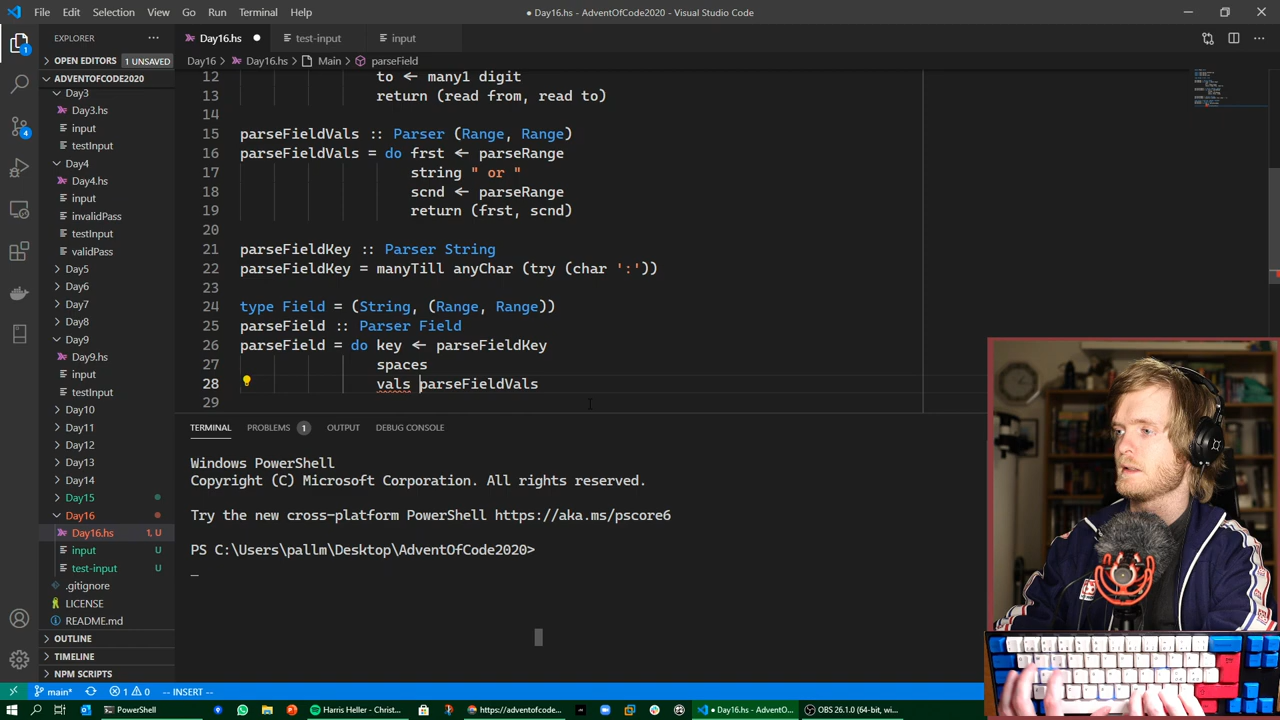 File Edit Selection View Go Run Terminal Help
● Day16.hs - AdventOfCode2020 - Visual Studio Code
EXPLORER
OPEN EDITORS 1 UNSAVED
ADVENTOFCODE2020
Day3
Day3.hs
input
testInput
Day4
Day4.hs
input
invalidPass
testInput
validPass
Day5
Day6
Day7
Day8
Day9
Day9.hs
input
testInput
Day10
Day11
Day12
Day13
Day14
Day15
Day16
Day16.hs 1, U
input U
test-input U
.gitignore
LICENSE
README.md
OUTLINE
TIMELINE
NPM SCRIPTS
Day16.hs ● test-input input
Day16 > Day16.hs > Main > parseField
12 to ← many1 digit
13 return (read from, read to)
14
15 parseFieldVals :: Parser (Range, Range)
16 parseFieldVals = do frst ← parseRange
17 string " or "
18 scnd ← parseRange
19 return (frst, scnd)
20
21 parseFieldKey :: Parser String
22 parseFieldKey = manyTill anyChar (try (char ':'))
23
24 type Field = (String, (Range, Range))
25 parseField :: Parser Field
26 parseField = do key ← parseFieldKey
27 spaces
28 vals parseFieldVals
29
TERMINAL PROBLEMS 1 OUTPUT DEBUG CONSOLE
Windows PowerShell
Copyright (C) Microsoft Corporation. All rights reserved.
Try the new cross-platform PowerShell https://aka.ms/pscore6
PS C:\Users\pallm\Desktop\AdventOfCode2020>
main* 1 0 -- INSERT --
PowerShell Harris Heller - Christ... https://adventofcode... ● Day16.hs - AdventO... OBS 26.1.0 (64-bit, w...